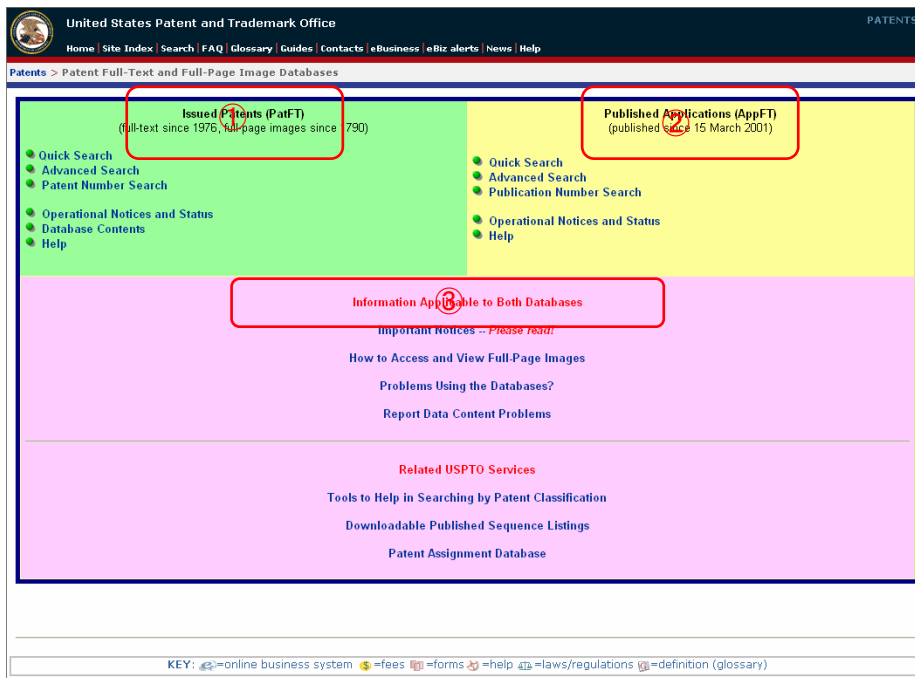 United States Patent and Trademark Office
PATENTS
Home | Site Index | Search | FAQ | Glossary | Guides | Contacts | eBusiness | eBiz alerts | News | Help
Patents > Patent Full-Text and Full-Page Image Databases
Issued Patents (PatFT)
(full-text since 1976, full-page images since 1790)
①
Quick Search
Advanced Search
Patent Number Search
Operational Notices and Status
Database Contents
Help
Published Applications (AppFT)
(published since 15 March 2001)
②
Quick Search
Advanced Search
Publication Number Search
Operational Notices and Status
Help
Information Applicable to Both Databases
③
Important Notices -- Please read!
How to Access and View Full-Page Images
Problems Using the Databases?
Report Data Content Problems
Related USPTO Services
Tools to Help in Searching by Patent Classification
Downloadable Published Sequence Listings
Patent Assignment Database
KEY: =online business system =fees =forms =help =laws/regulations =definition (glossary)